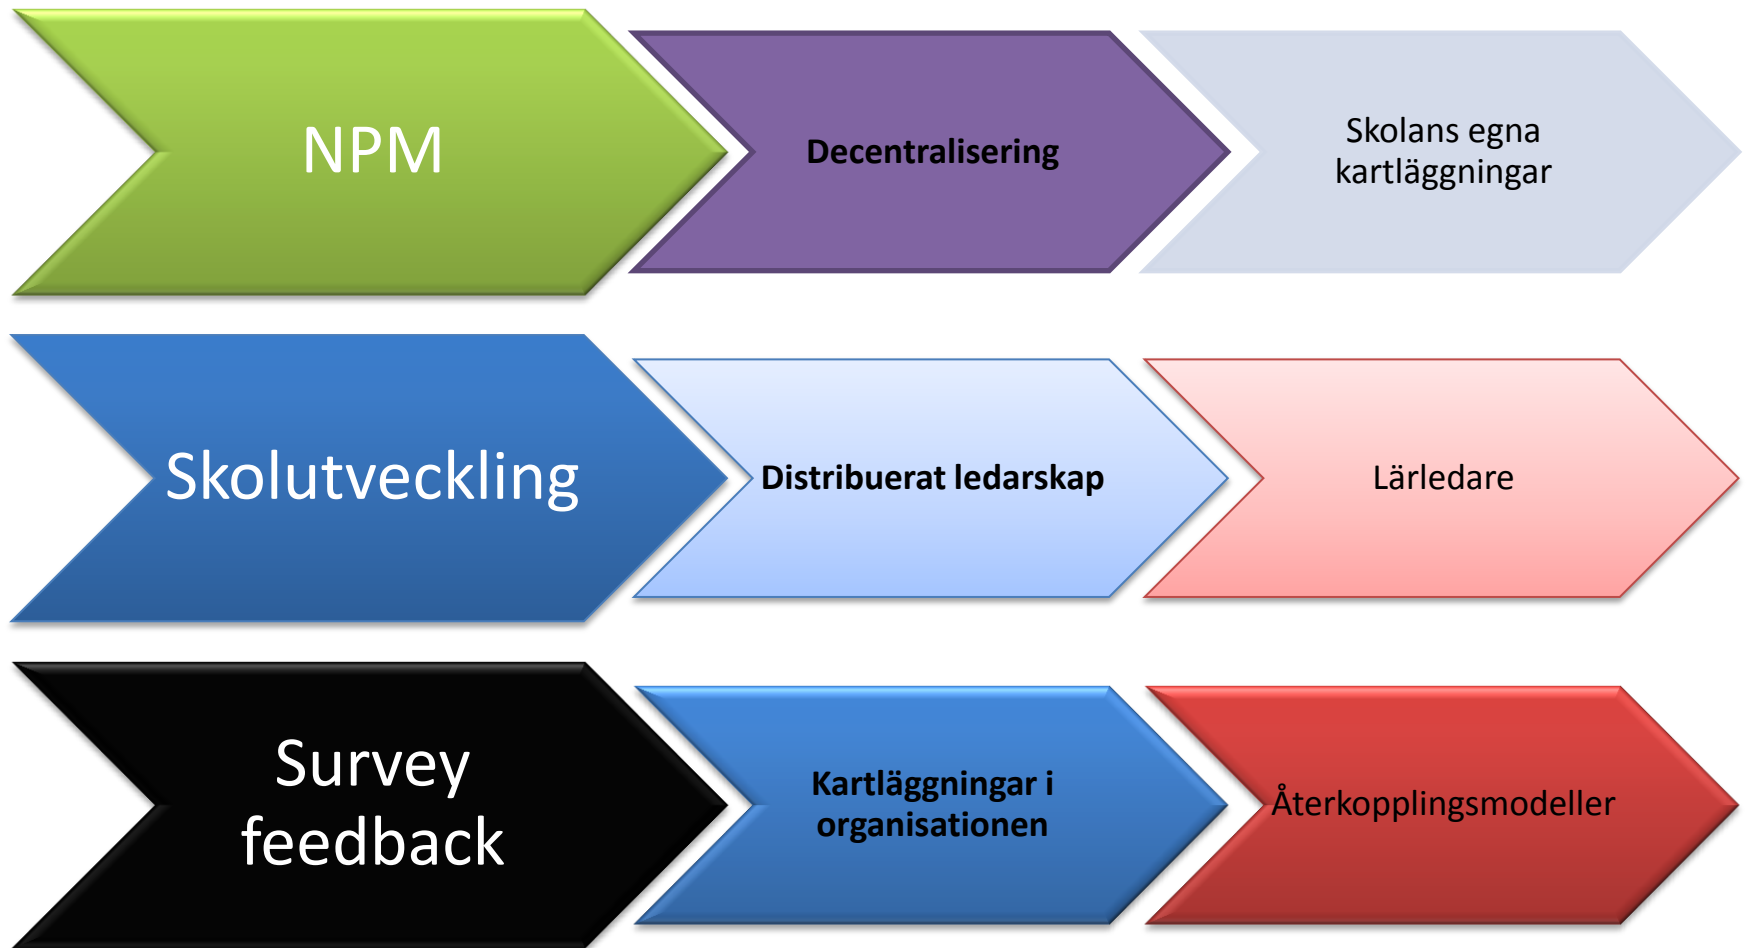 NPM
Decentralisering
Skolans egna
kartläggningar
Skolutveckling
Distribuerat ledarskap
Lärledare
Survey
feedback
Kartläggningar i
organisationen
Återkopplingsmodeller